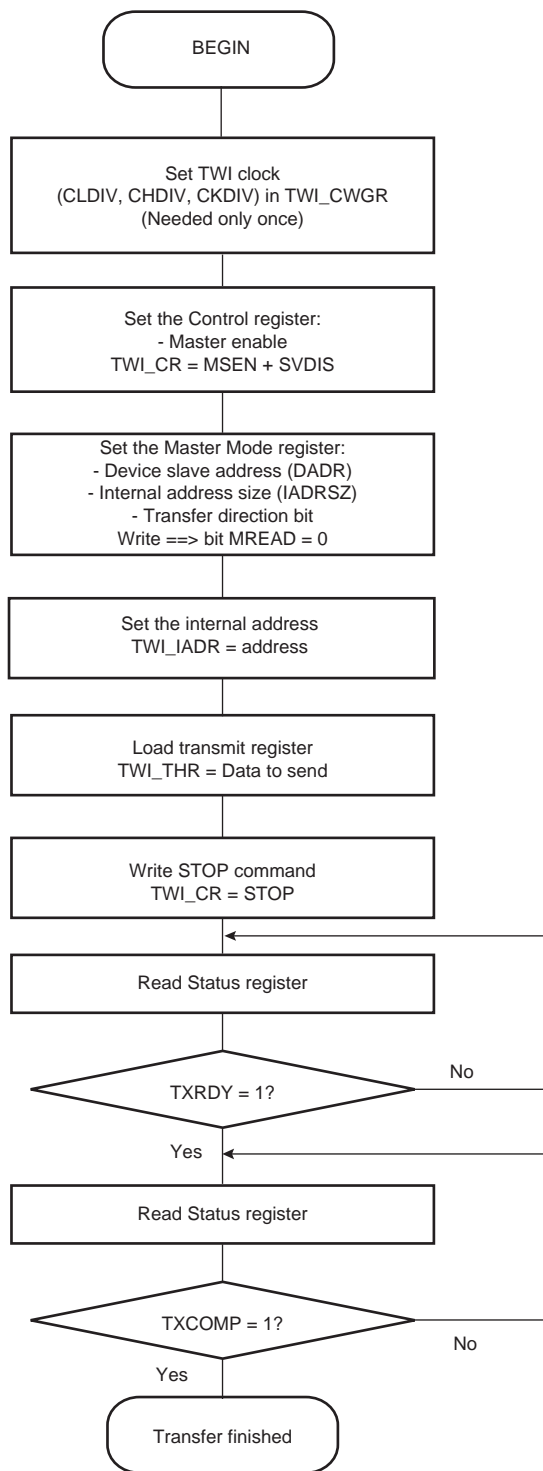 BEGIN
Set TWI clock
(CLDIV, CHDIV, CKDIV) in TWI_CWGR
(Needed only once)
Set the Control register:
- Master enable
TWI_CR = MSEN + SVDIS
Set the Master Mode register:
- Device slave address (DADR)
- Internal address size (IADRSZ)
- Transfer direction bit
Write ==> bit MREAD = 0
Set the internal address
TWI_IADR = address
Load transmit register
TWI_THR = Data to send
Write STOP command
TWI_CR = STOP
Read Status register
TXRDY = 1?
No
Yes
Read Status register
TXCOMP = 1?
No
Yes
Transfer finished